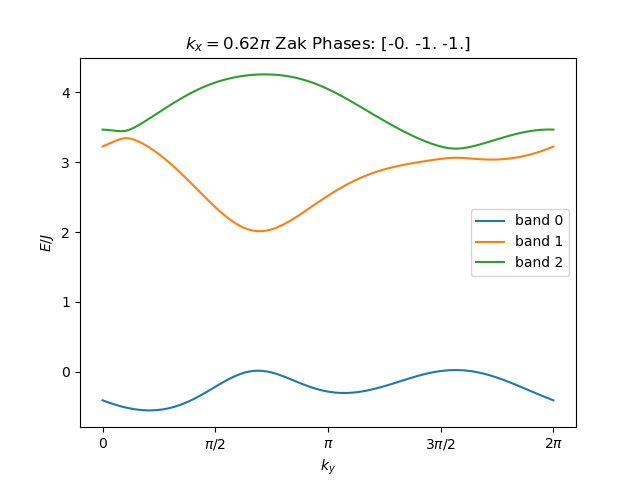 $k_x = 0.62\pi$ Zak Phases: [-0. -1. -1.]
E/J
4
3
2
1
0
band 0
band 1
band 2
0
π/2
π
3π/2
2π
$k_y$